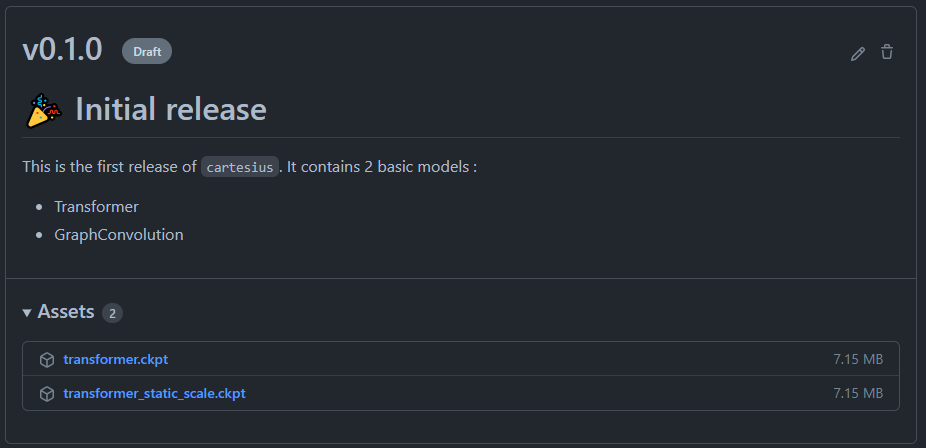 v0.1.0 Draft
🎉 Initial release
This is the first release of cartesius. It contains 2 basic models :
• Transformer
• GraphConvolution
Assets 2
transformer.ckpt 7.15 MB
transformer_static_scale.ckpt 7.15 MB